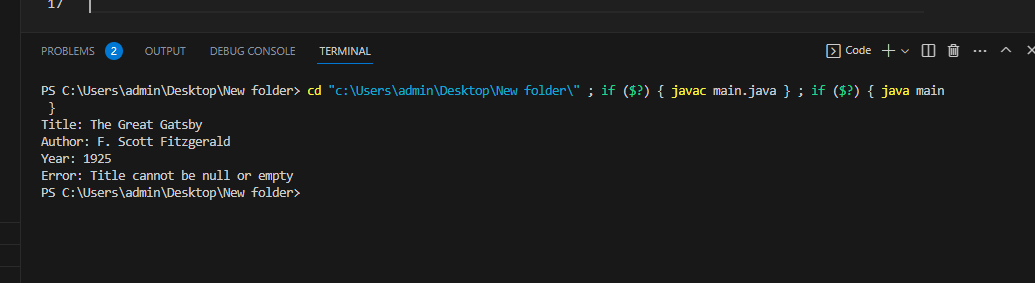 17
PROBLEMS 2 OUTPUT DEBUG CONSOLE TERMINAL Code
PS C:\Users\admin\Desktop\New folder> cd "c:\Users\admin\Desktop\New folder\" ; if ($?) { javac main.java } ; if ($?) { java main
 }
Title: The Great Gatsby
Author: F. Scott Fitzgerald
Year: 1925
Error: Title cannot be null or empty
PS C:\Users\admin\Desktop\New folder>